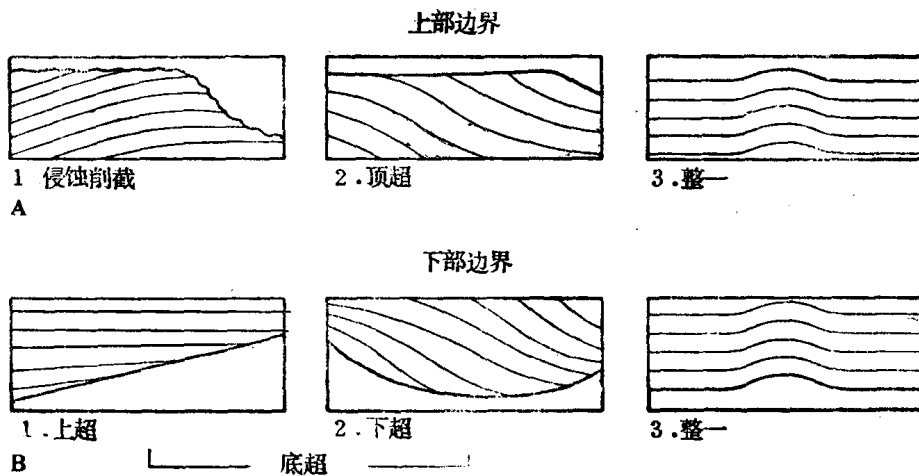 上部边界
1 侵蚀削截 2.顶超 3.整一
A
下部边界
1.上超 2.下超 3.整一
B 底超